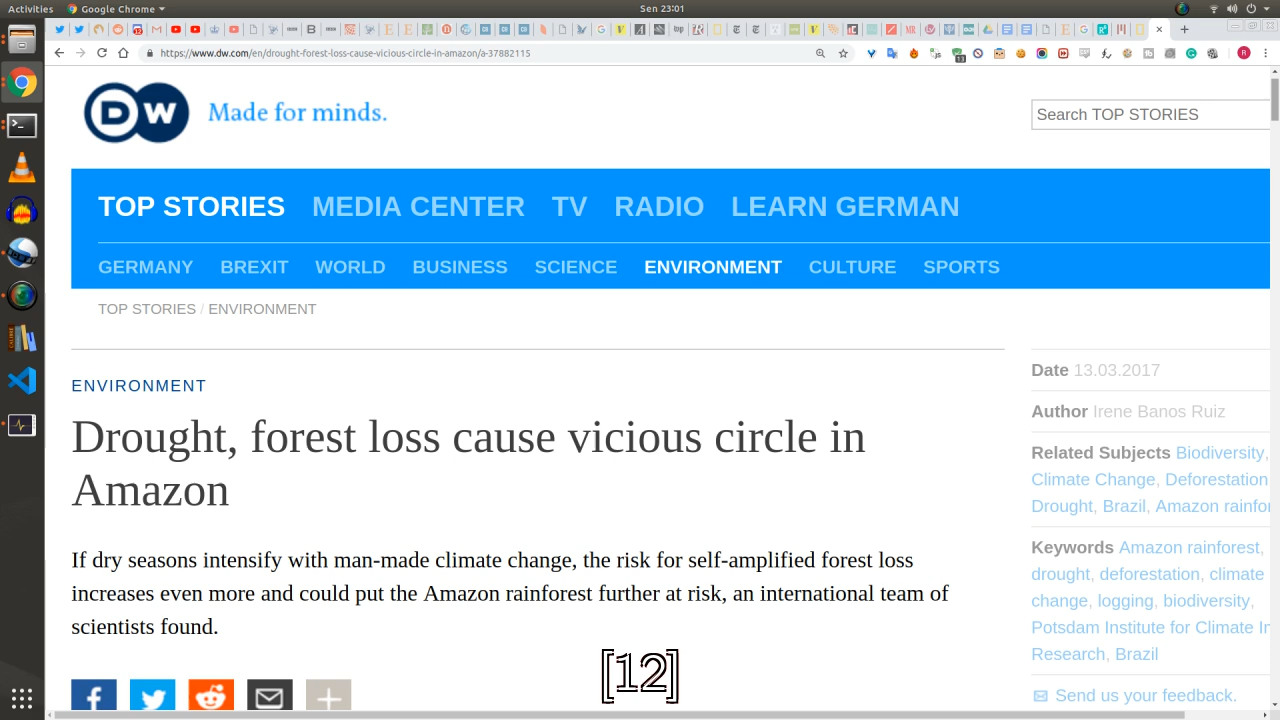 Activities
Google Chrome
Sen 23:01
https://www.dw.com/en/drought-forest-loss-cause-vicious-circle-in-amazon/a-37882115
DW
Made for minds.
Search TOP STORIES
TOP STORIES MEDIA CENTER TV RADIO LEARN GERMAN
GERMANY BREXIT WORLD BUSINESS SCIENCE ENVIRONMENT CULTURE SPORTS
TOP STORIES / ENVIRONMENT
ENVIRONMENT
Drought, forest loss cause vicious circle in
Amazon
If dry seasons intensify with man-made climate change, the risk for self-amplified forest loss
increases even more and could put the Amazon rainforest further at risk, an international team of
scientists found.
Date 13.03.2017
Author Irene Banos Ruiz
Related Subjects Biodiversity,
Climate Change, Deforestation
Drought, Brazil, Amazon rainfor
Keywords Amazon rainforest,
drought, deforestation, climate
change, logging, biodiversity,
Potsdam Institute for Climate In
Research, Brazil
Send us your feedback.
[12]